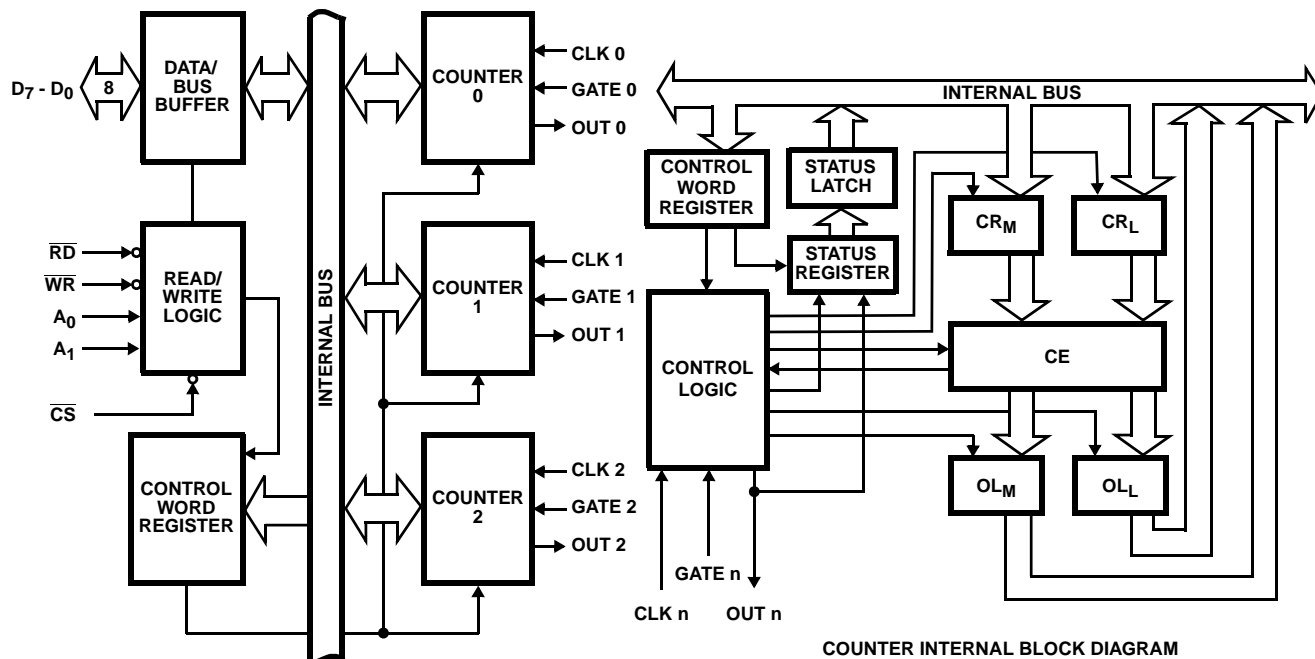 D7 - D0
8
DATA/
BUS
BUFFER
RD
WR
A0
A1
CS
READ/
WRITE
LOGIC
CONTROL
WORD
REGISTER
INTERNAL BUS
COUNTER
0
CLK 0
GATE 0
OUT 0
COUNTER
1
CLK 1
GATE 1
OUT 1
COUNTER
2
CLK 2
GATE 2
OUT 2
INTERNAL BUS
CONTROL
WORD
REGISTER
STATUS
LATCH
STATUS
REGISTER
CONTROL
LOGIC
CRM
CRL
CE
OLM
OLL
GATE n
CLK n
OUT n
COUNTER INTERNAL BLOCK DIAGRAM